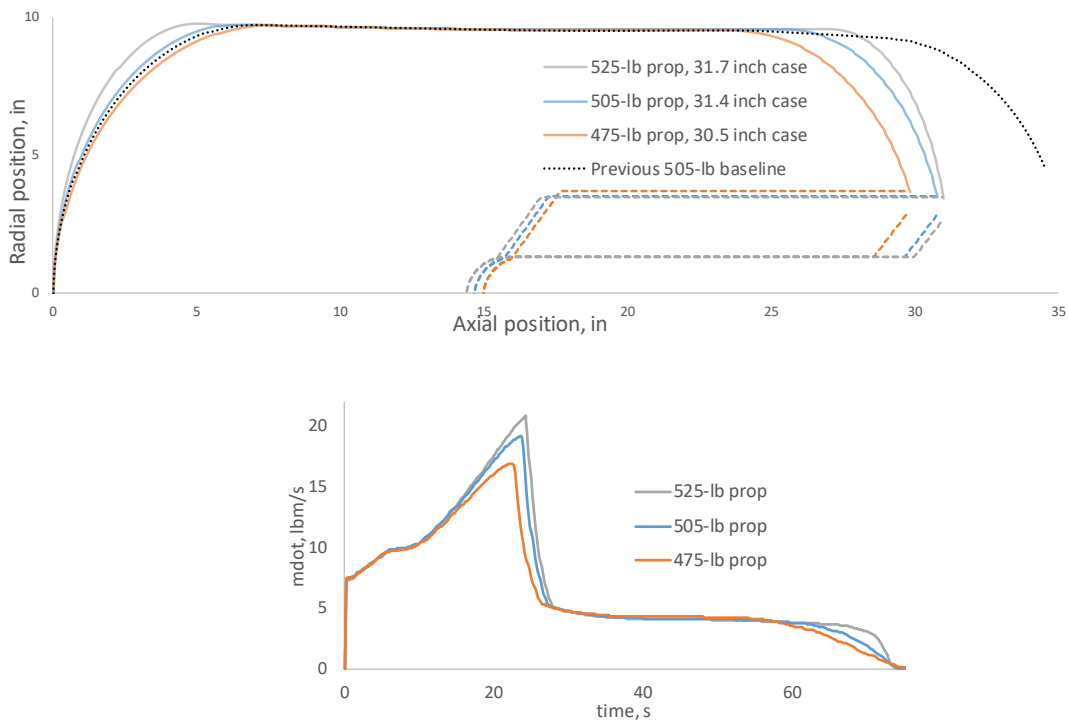 10
5
0
Radial position, in
525-lb prop, 31.7 inch case
505-lb prop, 31.4 inch case
475-lb prop, 30.5 inch case
Previous 505-lb baseline
0 5 10 15 20 25 30 35
Axial position, in
20
15
10
5
0
mdot, lbm/s
525-lb prop
505-lb prop
475-lb prop
0 20 40 60
time, s